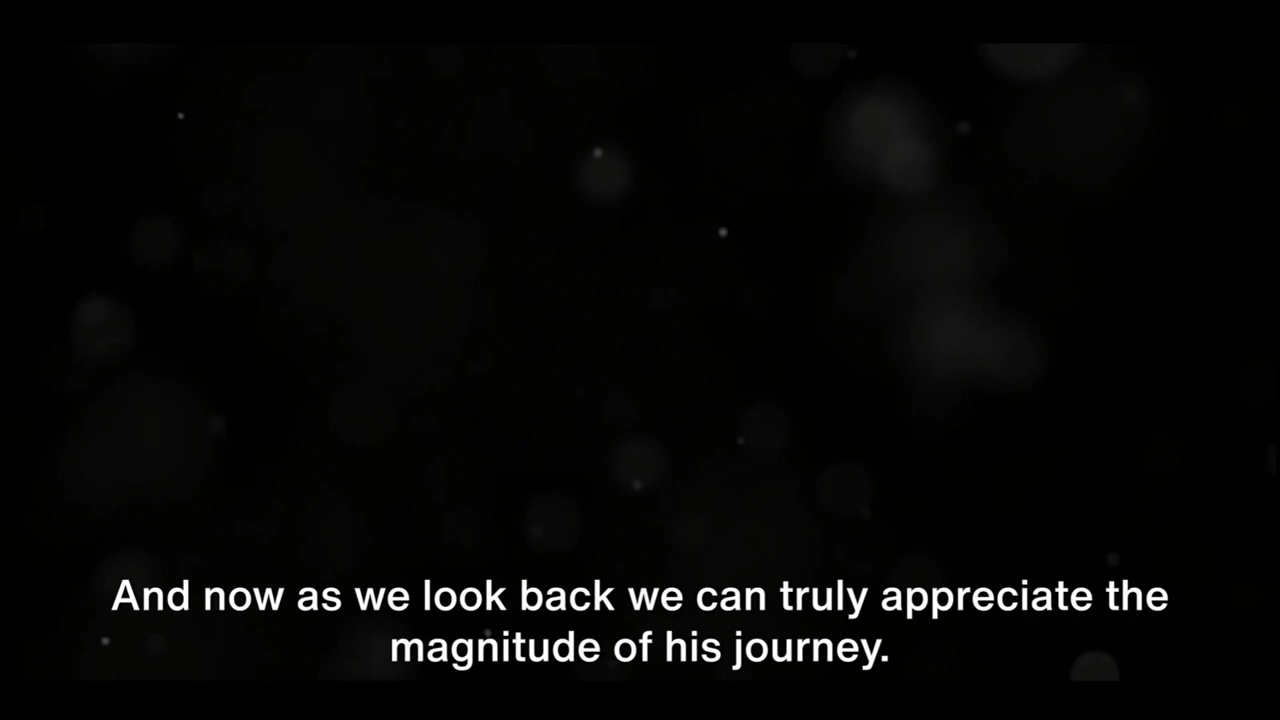 And now as we look back we can truly appreciate the
magnitude of his journey.